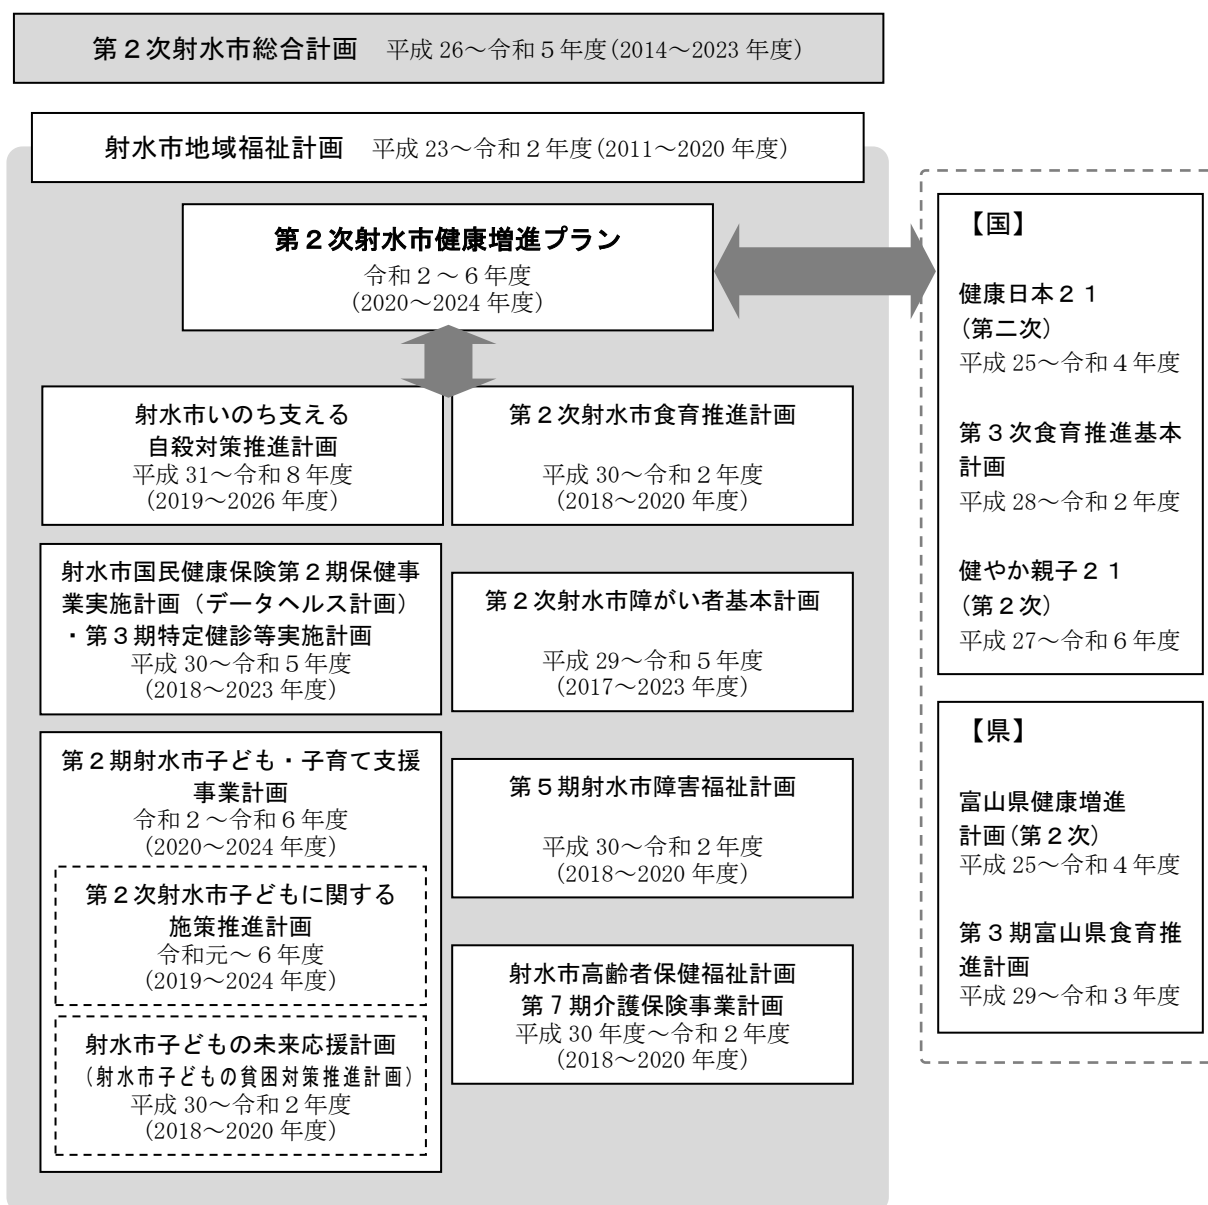 第２次射水市総合計画　平成 26～令和５年度(2014～2023 年度)
射水市地域福祉計画　平成 23～令和２年度(2011～2020 年度)
第２次射水市健康増進プラン
令和２～６年度
(2020～2024 年度)
射水市いのち支える
自殺対策推進計画
平成 31～令和８年度
(2019～2026 年度)
第２次射水市食育推進計画
平成 30～令和２年度
(2018～2020 年度)
射水市国民健康保険第２期保健事
業実施計画（データヘルス計画）
・第３期特定健診等実施計画
平成 30～令和５年度
(2018～2023 年度)
第２次射水市障がい者基本計画
平成 29～令和５年度
(2017～2023 年度)
第２期射水市子ども・子育て支援
事業計画
令和２～令和６年度
(2020～2024 年度)
第２次射水市子どもに関する
施策推進計画
令和元～６年度
(2019～2024 年度)
射水市子どもの未来応援計画
（射水市子どもの貧困対策推進計画）
平成 30～令和２年度
(2018～2020 年度)
第５期射水市障害福祉計画
平成 30～令和２年度
(2018～2020 年度)
射水市高齢者保健福祉計画
第７期介護保険事業計画
平成 30 年度～令和２年度
(2018～2020 年度)
【国】
健康日本２１
(第二次)
平成 25～令和４年度
第３次食育推進基本
計画
平成 28～令和２年度
健やか親子２１
(第２次)
平成 27～令和６年度
【県】
富山県健康増進
計画(第２次)
平成 25～令和４年度
第３期富山県食育推
進計画
平成 29～令和３年度